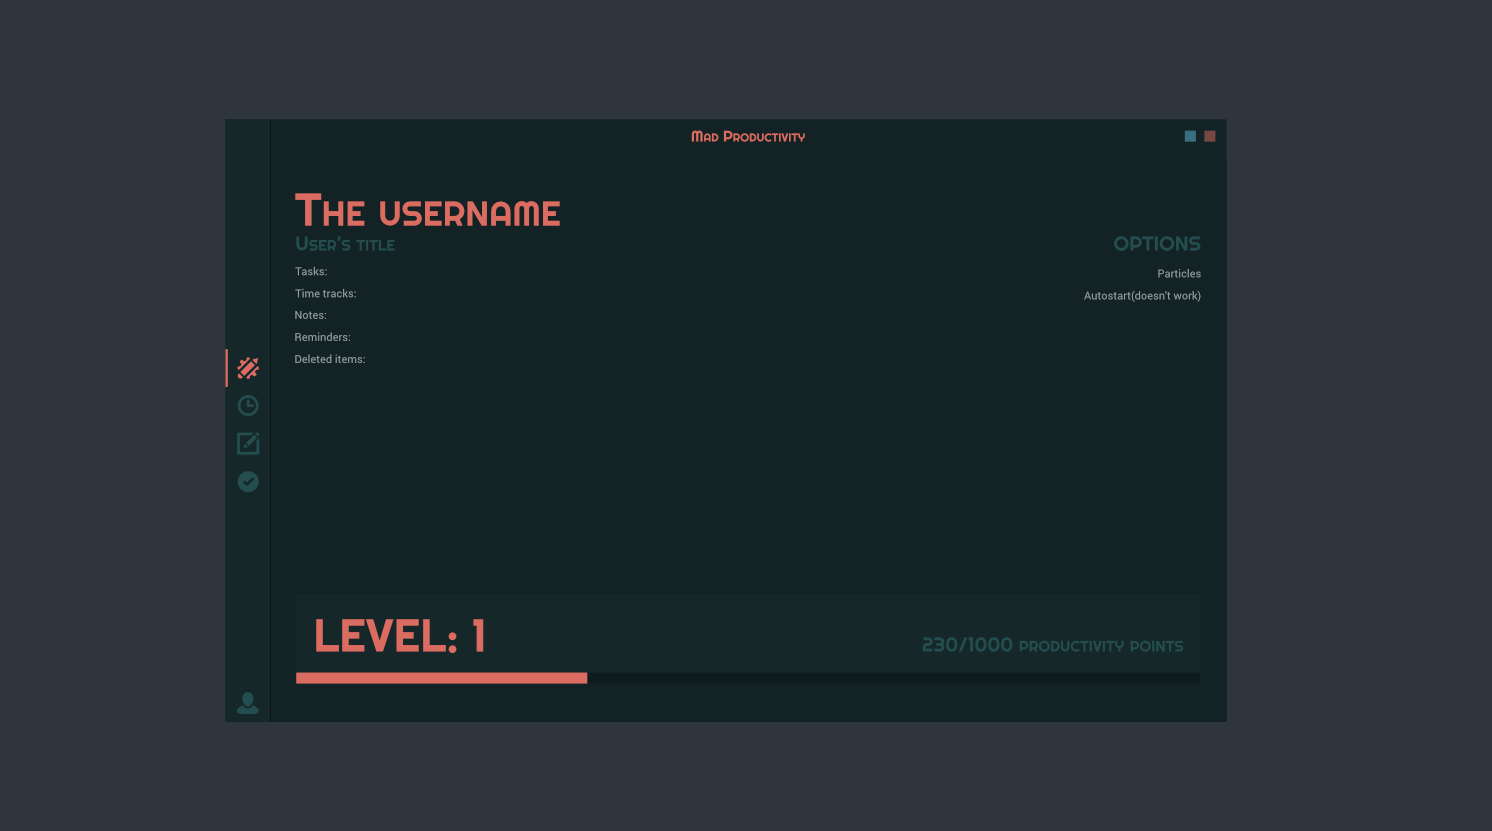 Mad Productivity
The username
User's title
OPTIONS
Tasks:
Particles
Time tracks:
Autostart(doesn't work)
Notes:
Reminders:
Deleted items:
LEVEL: 1
230/1000 productivity points